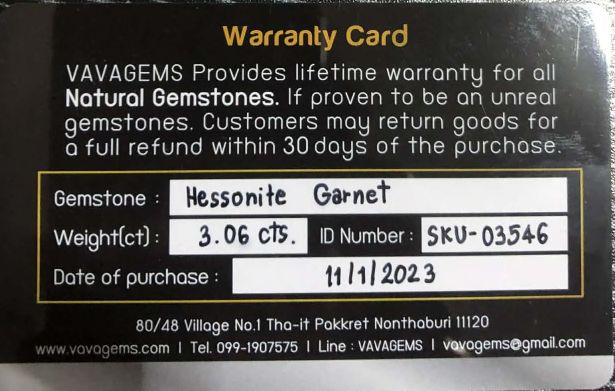 Warranty Card
VAVAGEMS Provides lifetime warranty for all
Natural Gemstones. If proven to be an unreal
gemstones. Customers may return goods for
a full refund within 30 days of the purchase.
Gemstone : Hessonite Garnet
Weight(ct) : 3.06 cts. ID Number : SKU-03546
Date of purchase : 11/1/2023
80/48 Village No.1 Tha-it Pakkret Nonthaburi 11120
www.vavagems.com | Tel. 099-1907575 | Line : VAVAGEMS | vavagems@gmail.com